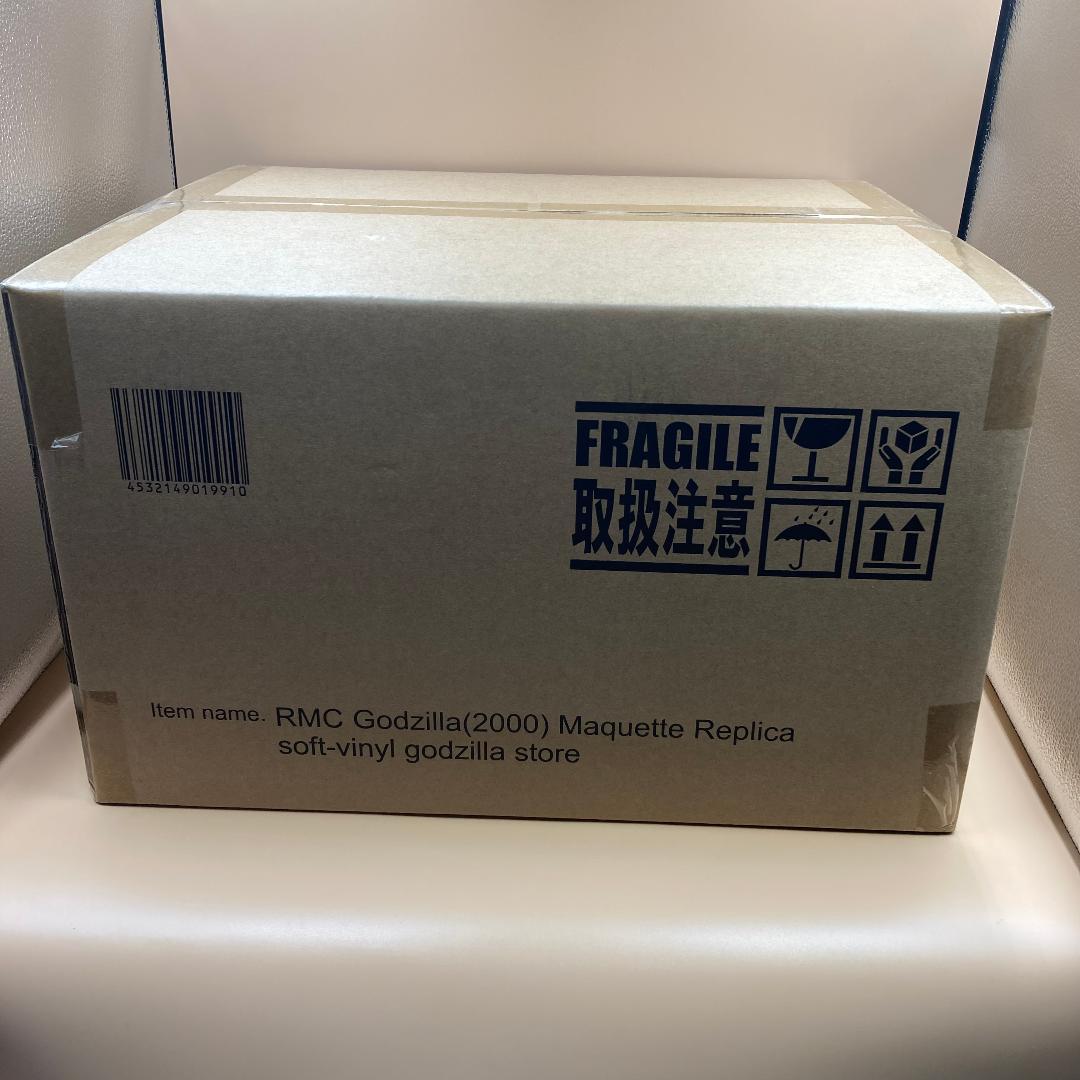 4532149019910
FRAGILE
取扱注意
Item name. RMC Godzilla(2000) Maquette Replica
soft-vinyl godzilla store